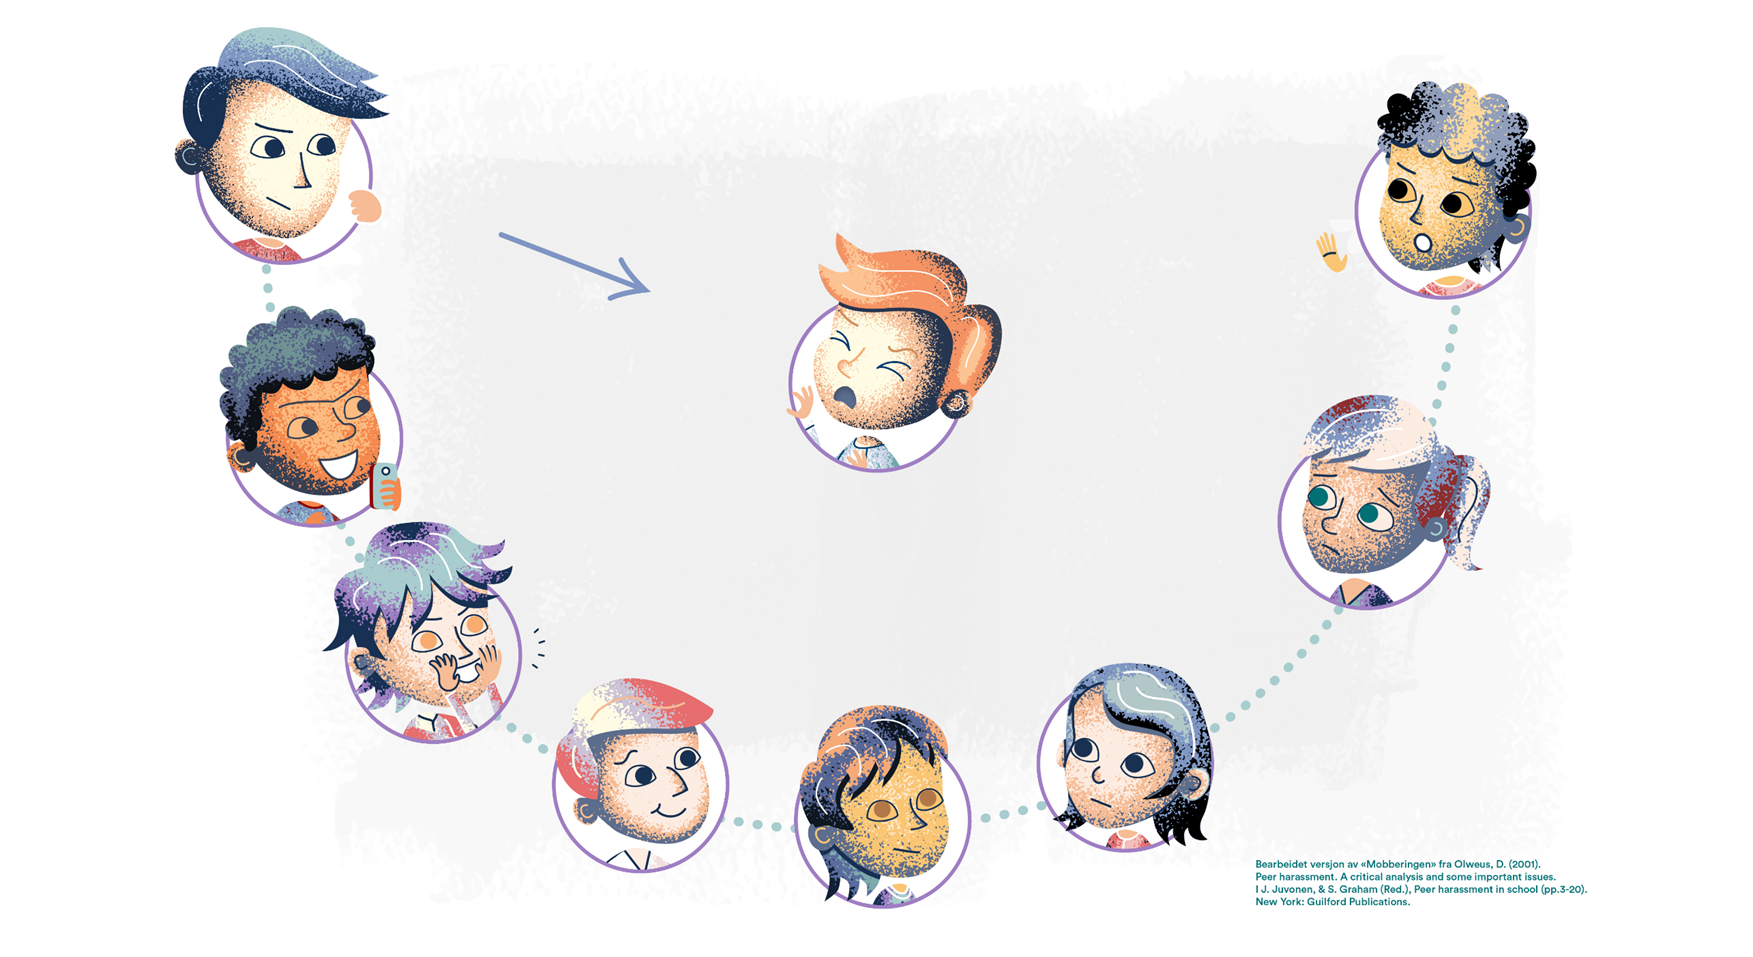 Bearbeidet versjon av «Mobberingen» fra Olweus, D. (2001).
Peer harassment. A critical analysis and some important issues.
I J. Juvonen, & S. Graham (Red.), Peer harassment in school (pp.3-20).
New York: Guilford Publications.